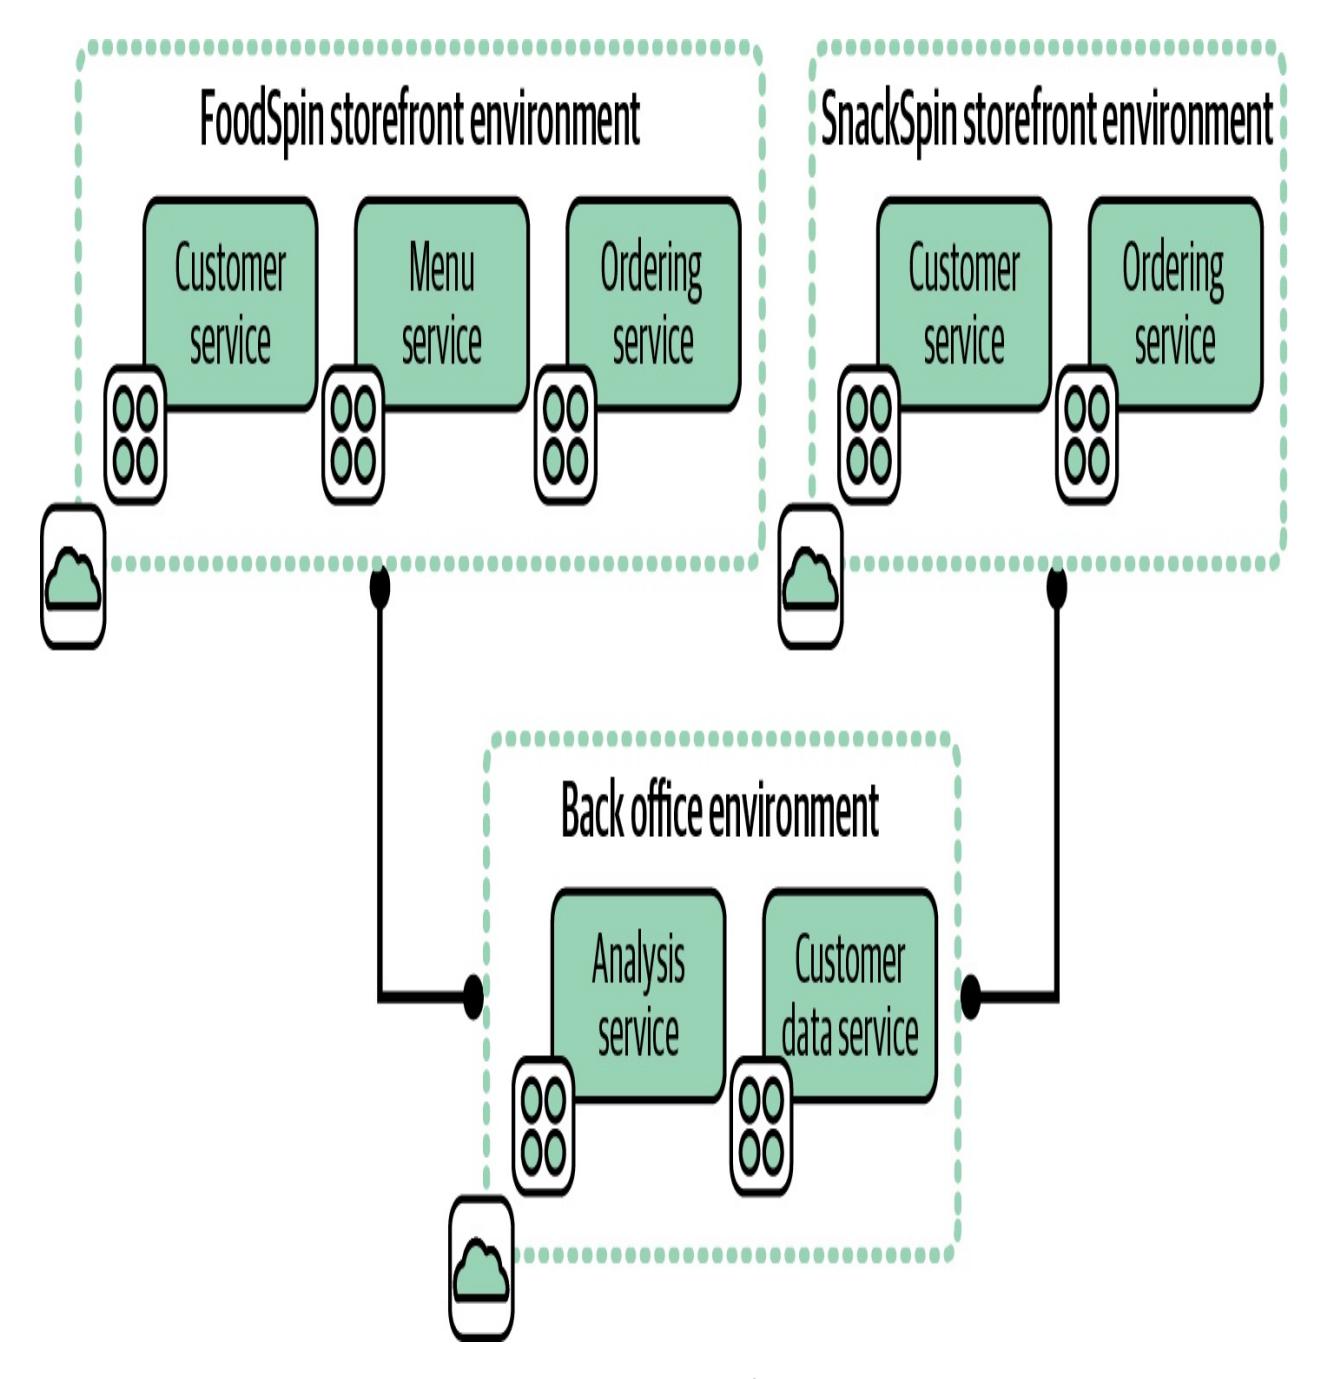 FoodSpin storefront environment
Customer
service
Menu
service
Ordering
service
SnackSpin storefront environment
Customer
service
Ordering
service
Back office environment
Analysis
service
Customer
data service